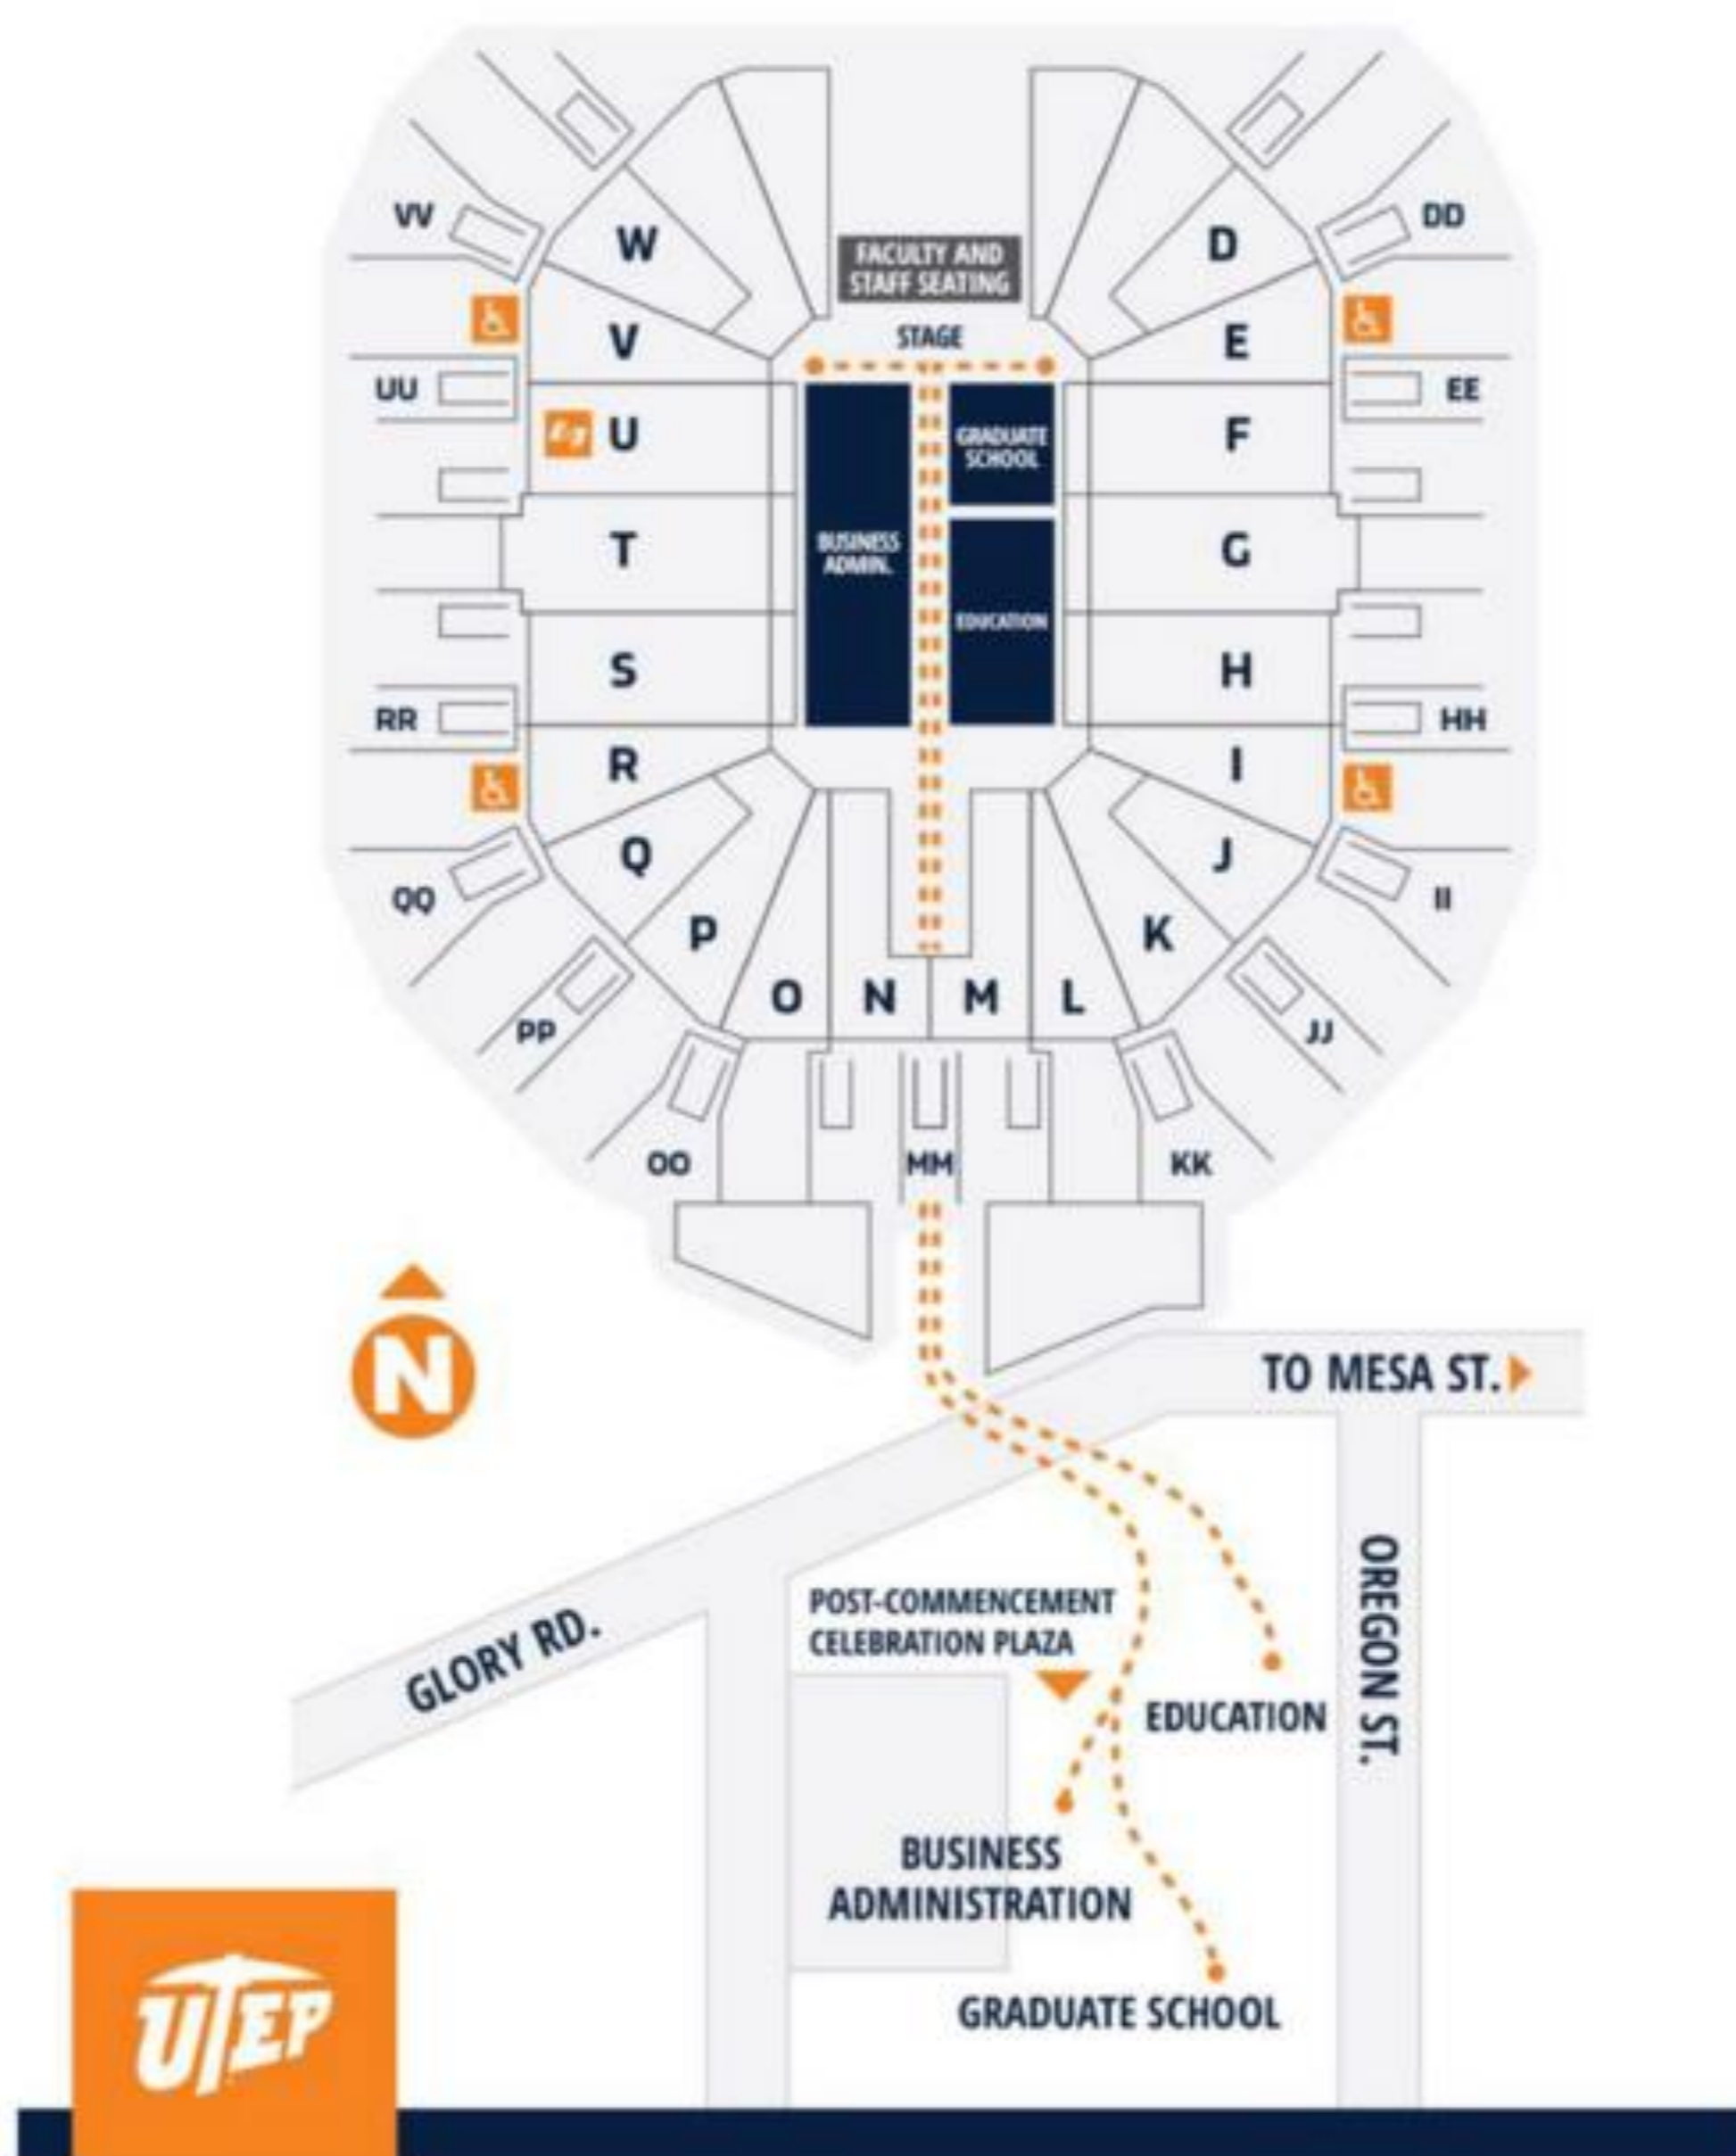 VV
W
FACULTY AND
STAFF SEATING
D
DD
STAGE
V
E
UU
U
GRADUATE
SCHOOL
F
EE
T
BUSINESS
ADMIN.
G
EDUCATION
S
H
RR
HH
R
I
Q
J
QQ
II
P
K
O
N
M
L
PP
JJ
OO
MM
KK
N
TO MESA ST.
GLORY RD.
OREGON ST.
POST-COMMENCEMENT
CELEBRATION PLAZA
EDUCATION
BUSINESS
ADMINISTRATION
GRADUATE SCHOOL
UTEP